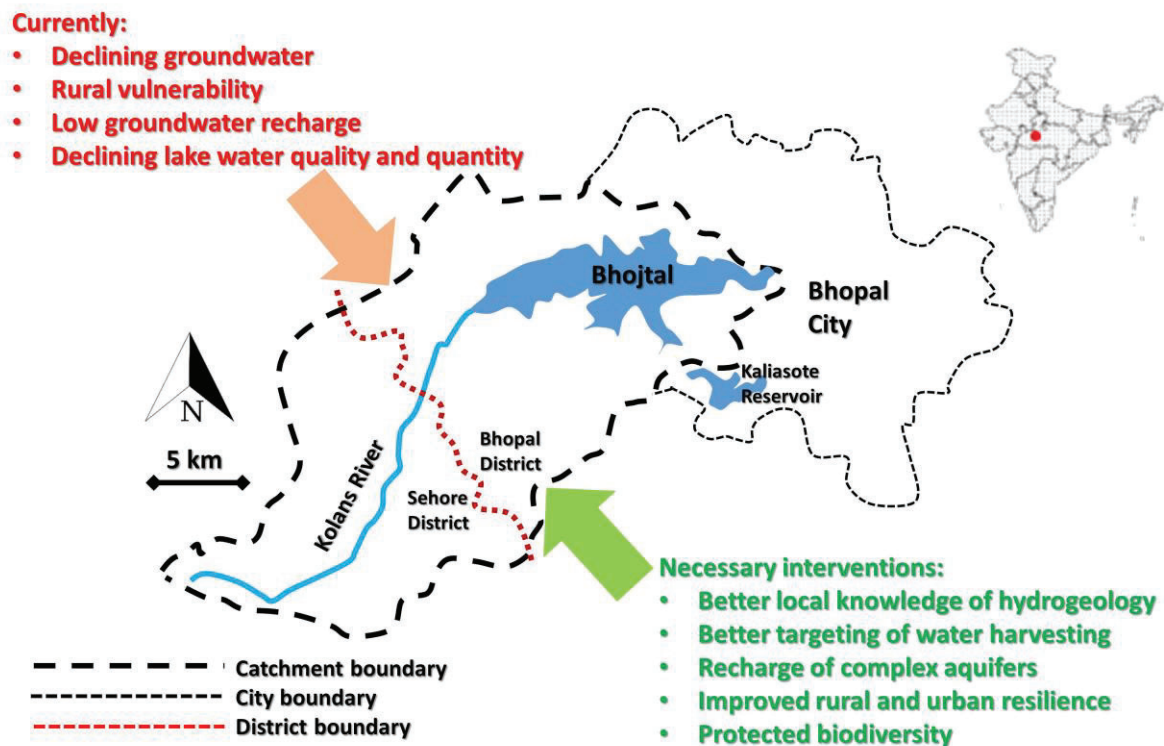 Currently:
• Declining groundwater
• Rural vulnerability
• Low groundwater recharge
• Declining lake water quality and quantity
Bhojtal
Bhopal
City
Kaliasote
Reservoir
N
5 km
Kolans River
Bhopal
District
Sehore
District
Necessary interventions:
• Better local knowledge of hydrogeology
• Better targeting of water harvesting
• Recharge of complex aquifers
• Improved rural and urban resilience
• Protected biodiversity
Catchment boundary
City boundary
District boundary